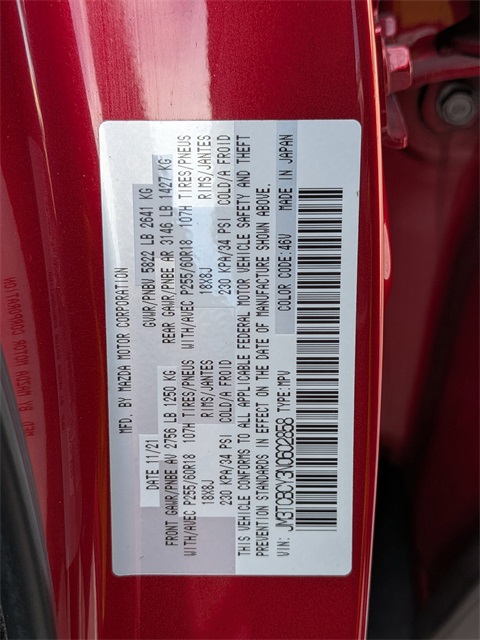 MFD. BY MAZDA MOTOR CORPORATION
DATE 11/21 GVWR/PNBV 5822 LB 2641 KG
FRONT GAWR/PNBE AV 2756 LB 1250 KG REAR GAWR/PNBE AR 3146 LB 1427 KG
WITH/AVEC P255/60R18 107H TIRES/PNEUS WITH/AVEC P255/60R18 107H TIRES/PNEUS
18X8J RIMS/JANTES 18X8J RIMS/JANTES
230 KPA/34 PSI COLD/A FROID 230 KPA/34 PSI COLD/A FROID
THIS VEHICLE CONFORMS TO ALL APPLICABLE FEDERAL MOTOR VEHICLE SAFETY AND THEFT
PREVENTION STANDARDS IN EFFECT ON THE DATE OF MANUFACTURE SHOWN ABOVE.
VIN: JM3TCBCY3N0602858 TYPE:MPV COLOR CODE:46V MADE IN JAPAN